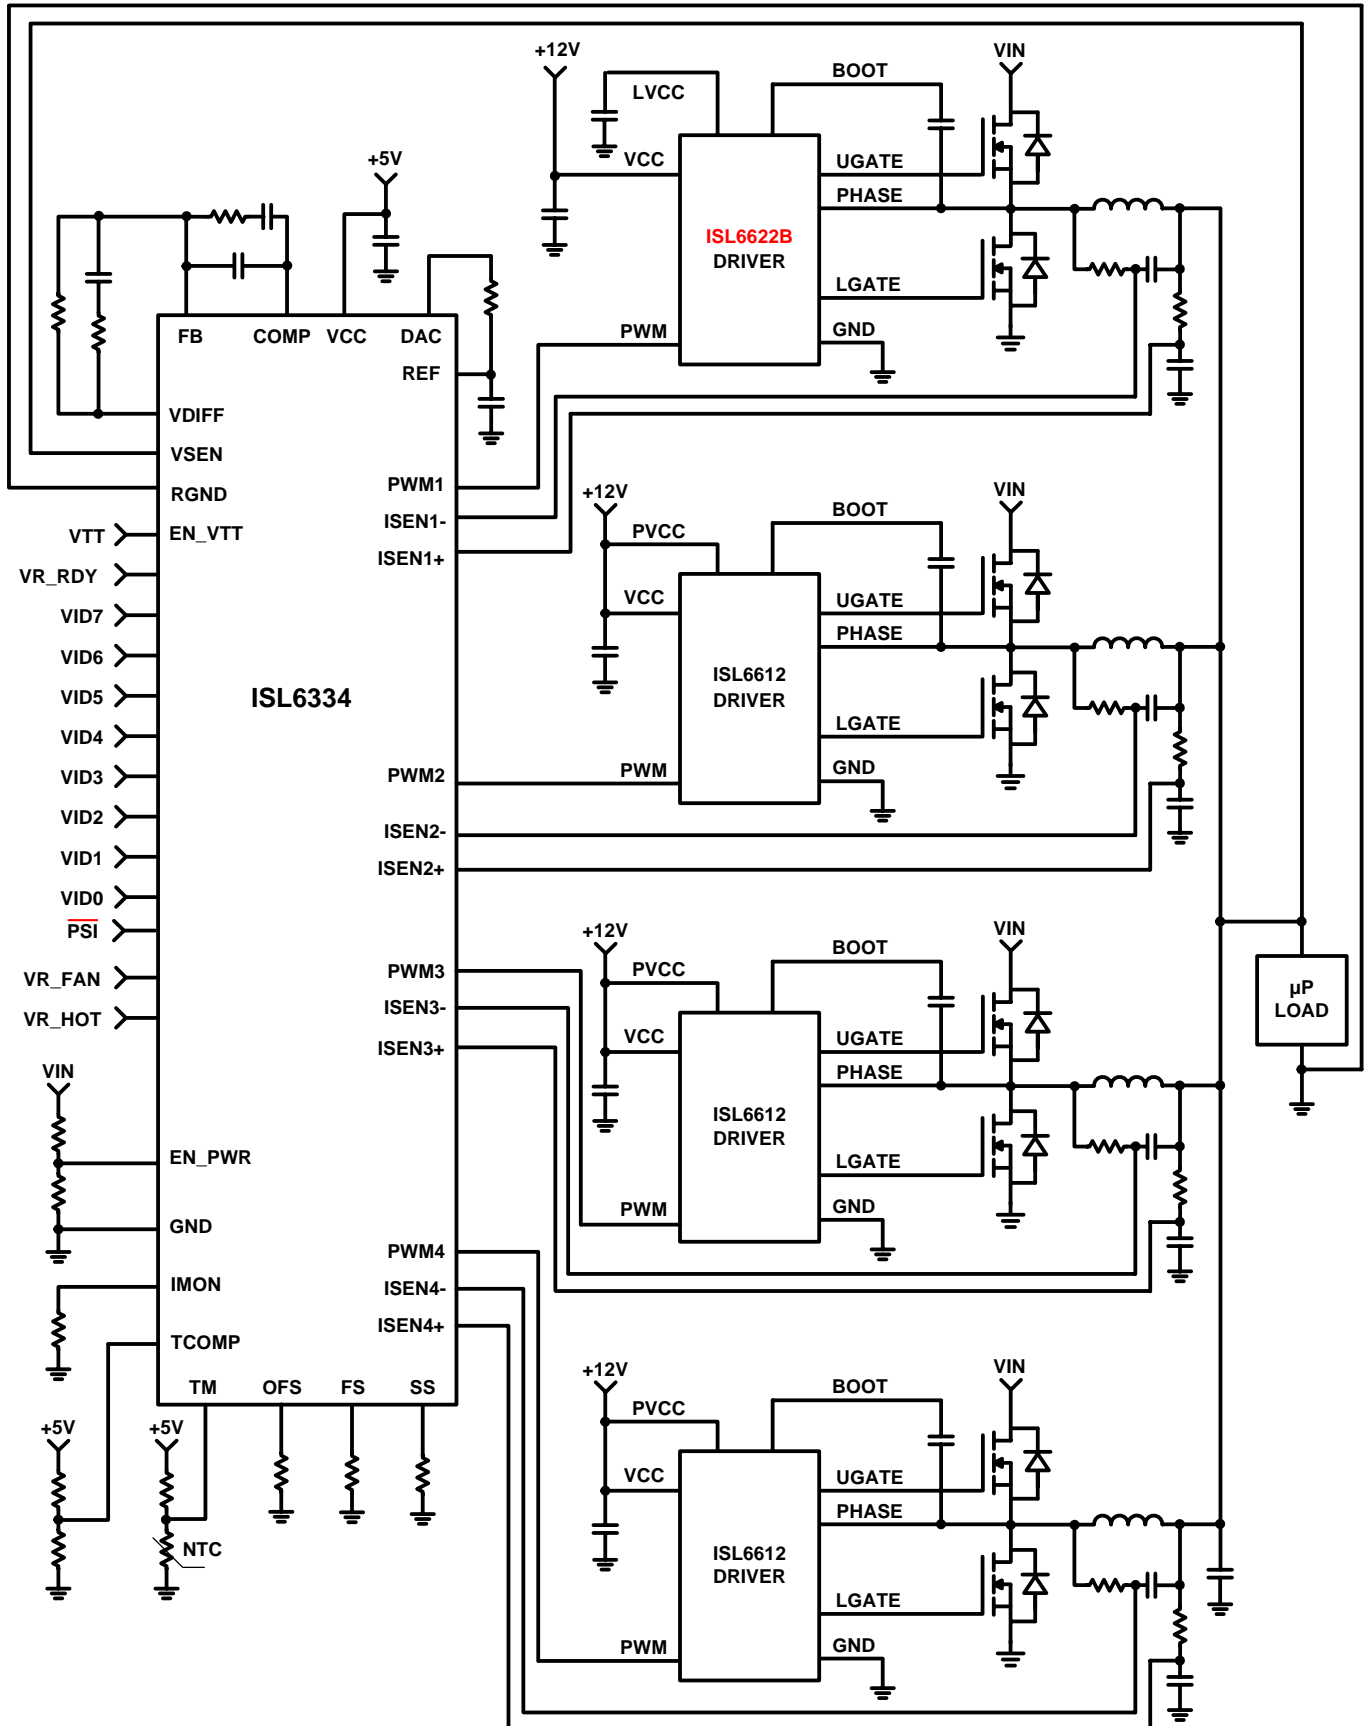 +12V
LVCC
BOOT
VIN
VCC
UGATE
PHASE
ISL6622B
DRIVER
LGATE
PWM
GND
+5V
FB
COMP
VCC
DAC
REF
VDIFF
VSEN
RGND
EN_VTT
VTT
VR_RDY
VID7
VID6
VID5
VID4
VID3
VID2
VID1
VID0
PSI
VR_FAN
VR_HOT
ISL6334
PWM1
ISEN1-
ISEN1+
PWM2
ISEN2-
ISEN2+
PWM3
ISEN3-
ISEN3+
PWM4
ISEN4-
ISEN4+
VIN
EN_PWR
GND
IMON
TCOMP
TM
OFS
FS
SS
+5V
+5V
NTC
+12V
PVCC
BOOT
VIN
VCC
UGATE
PHASE
ISL6612
DRIVER
LGATE
PWM
GND
+12V
PVCC
BOOT
VIN
VCC
UGATE
PHASE
ISL6612
DRIVER
LGATE
PWM
GND
µP
LOAD
+12V
PVCC
BOOT
VIN
VCC
UGATE
PHASE
ISL6612
DRIVER
LGATE
PWM
GND